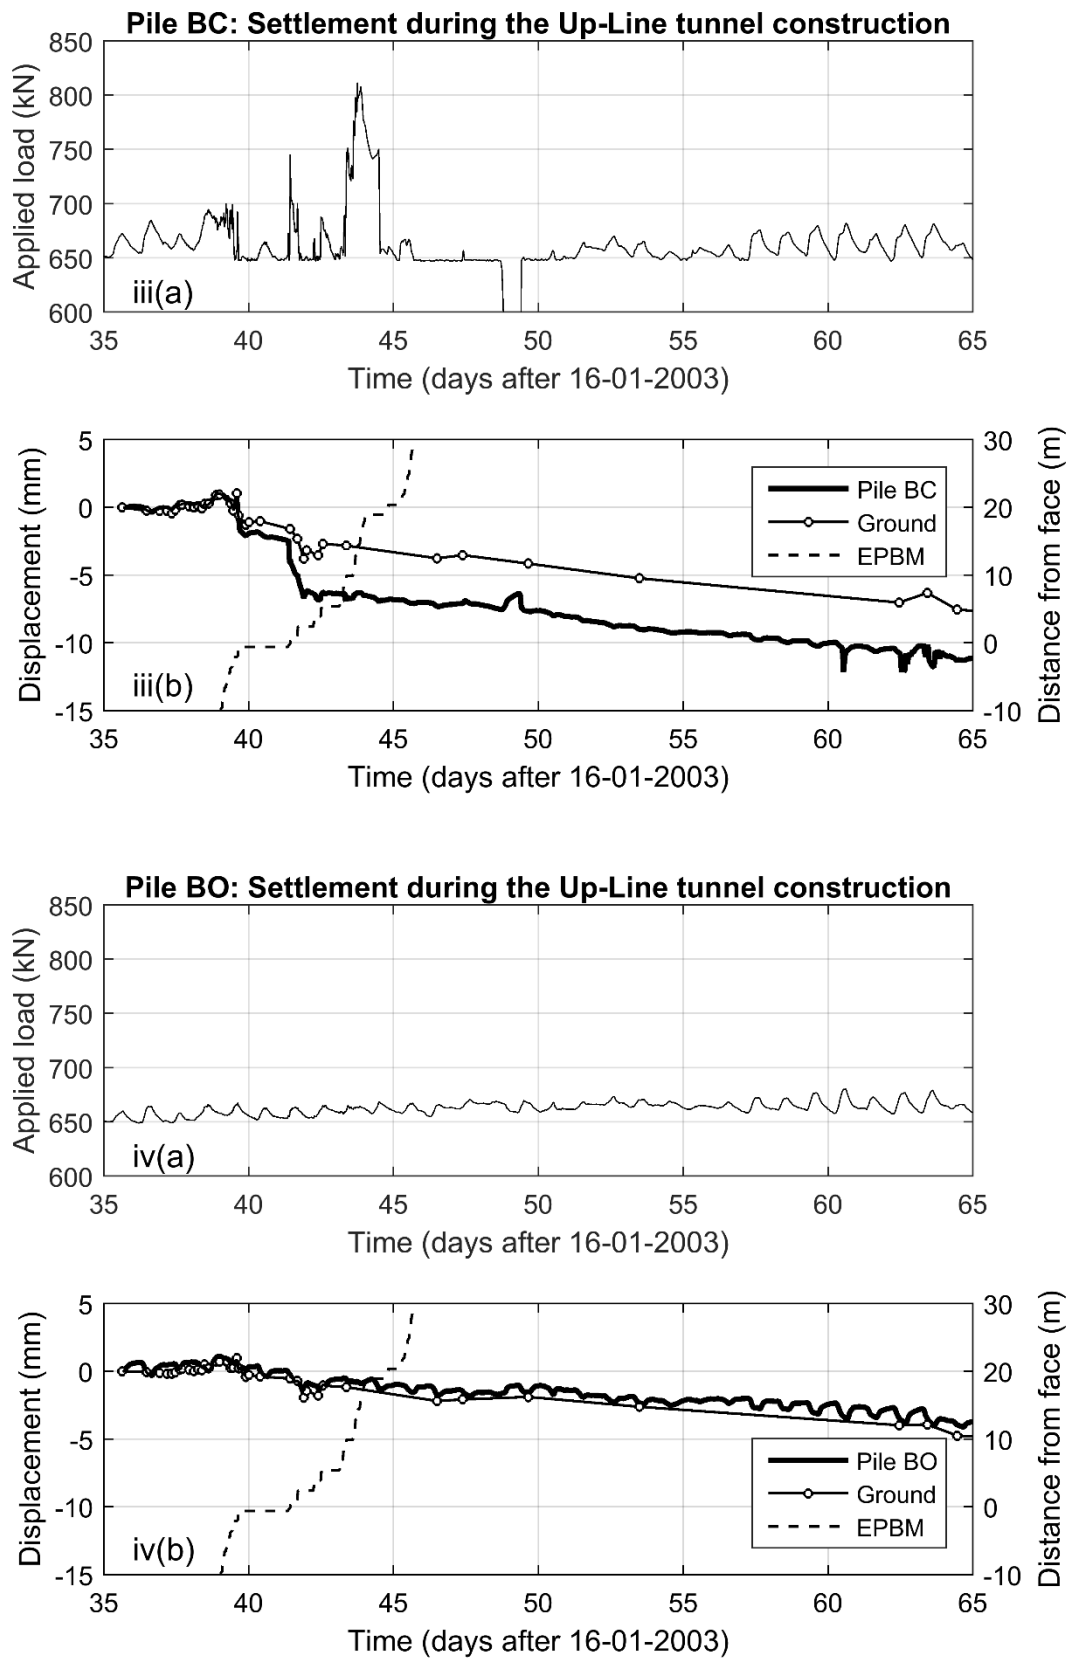 Pile BC: Settlement during the Up-Line tunnel construction
850
800
750
700
650
600
Applied load (kN)
iii(a)
35 40 45 50 55 60 65
Time (days after 16-01-2003)
5
0
-5
-10
-15
Displacement (mm)
30
20
10
0
-10
Distance from face (m)
Pile BC
Ground
EPBM
iii(b)
35 40 45 50 55 60 65
Time (days after 16-01-2003)
Pile BO: Settlement during the Up-Line tunnel construction
850
800
750
700
650
600
Applied load (kN)
iv(a)
35 40 45 50 55 60 65
Time (days after 16-01-2003)
5
0
-5
-10
-15
Displacement (mm)
30
20
10
0
-10
Distance from face (m)
Pile BO
Ground
EPBM
iv(b)
35 40 45 50 55 60 65
Time (days after 16-01-2003)